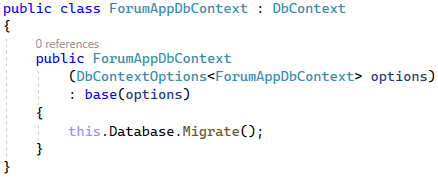 public class ForumAppDbContext : DbContext
{
0 references
public ForumAppDbContext
(DbContextOptions<ForumAppDbContext> options)
: base(options)
{
this.Database.Migrate();
}
}